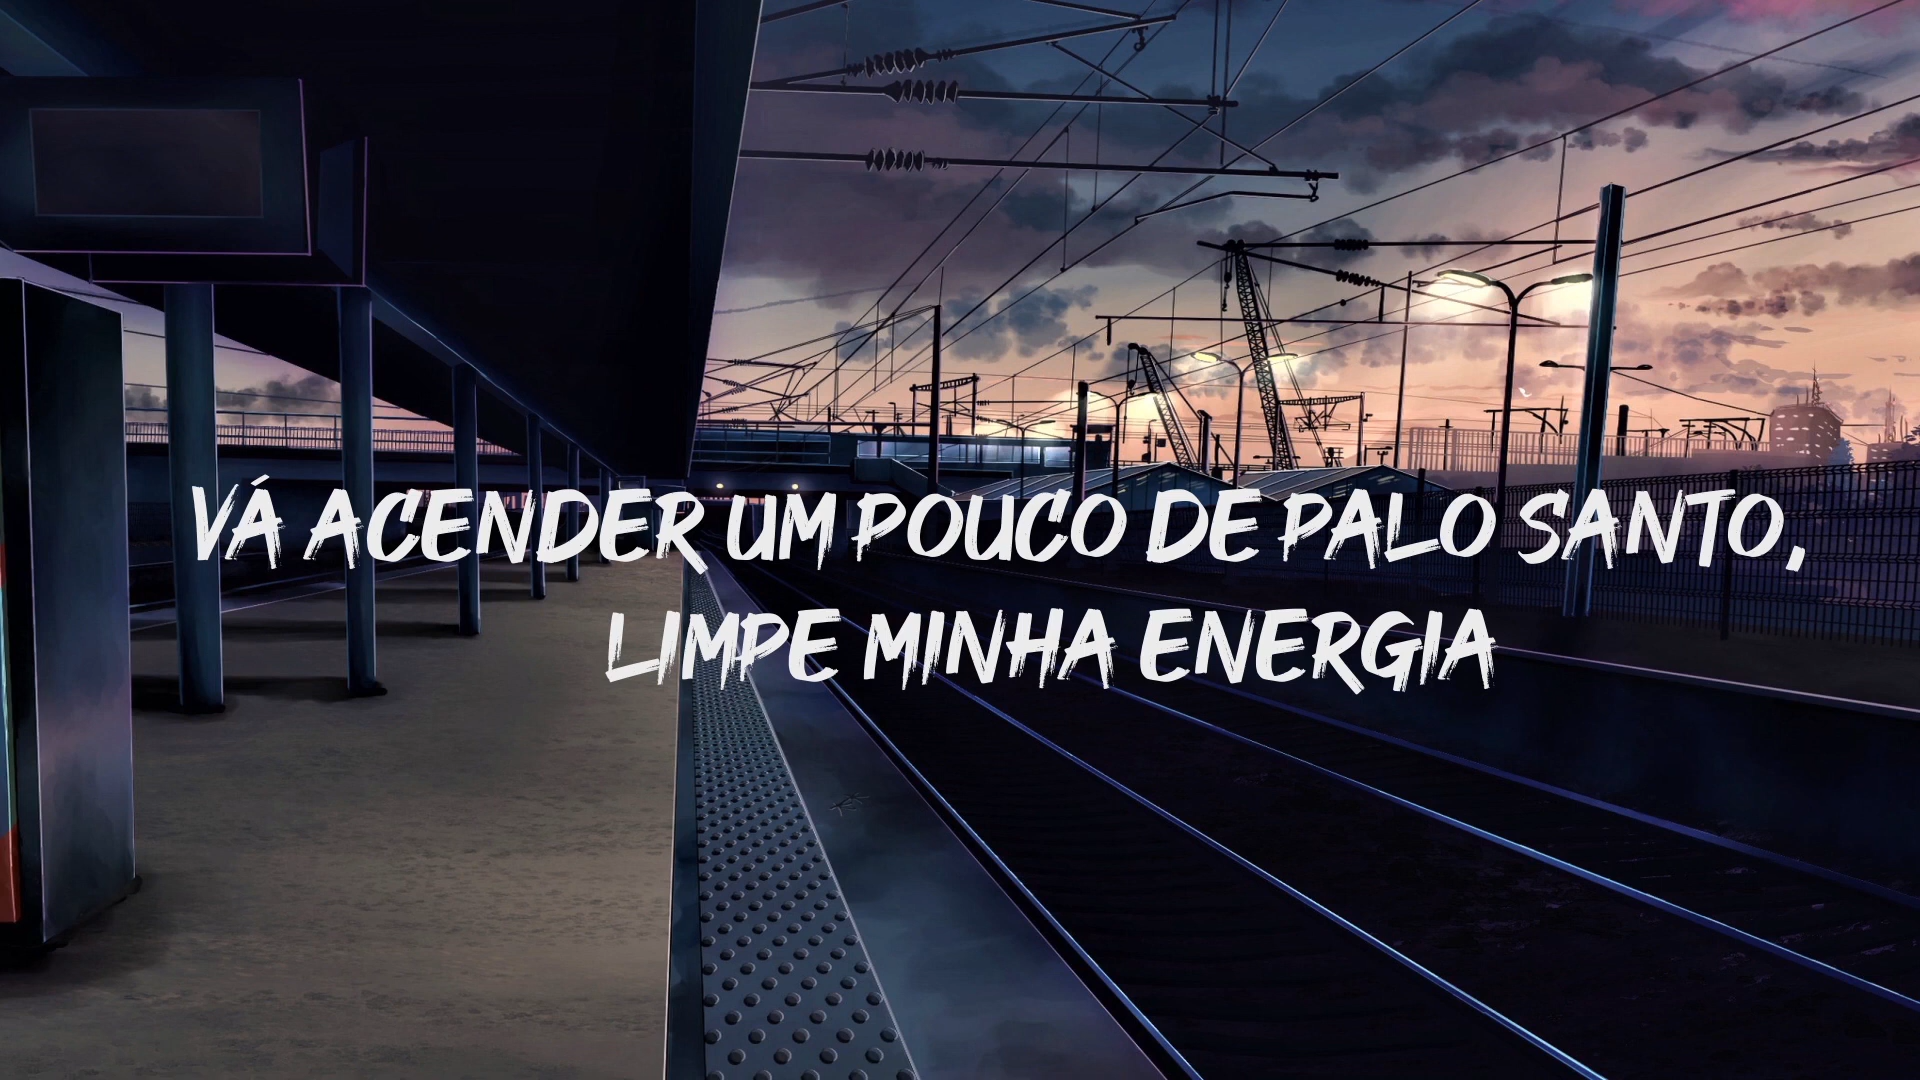 VÁ ACENDER UM POUCO DE PALO SANTO,
LIMPE MINHA ENERGIA